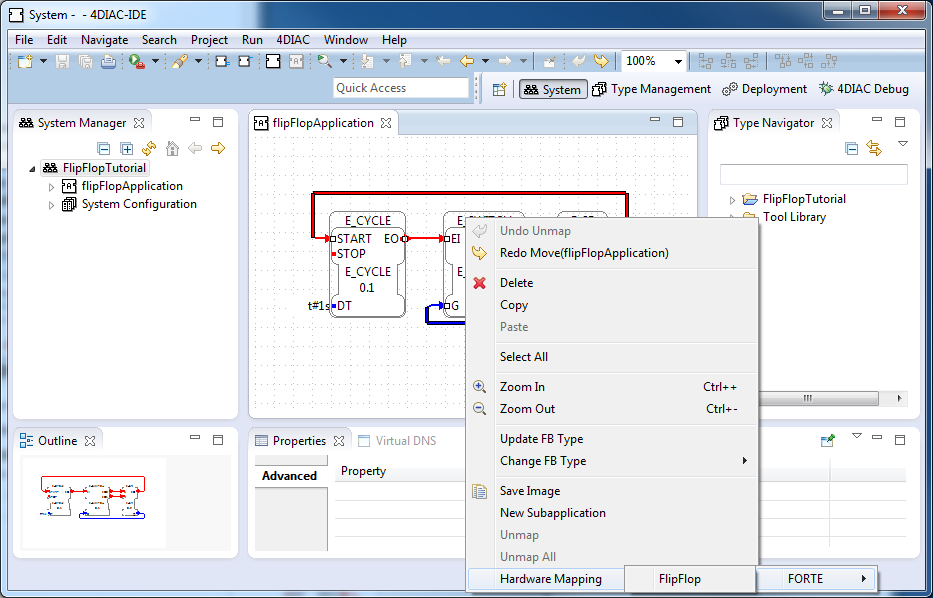 System - - 4DIAC-IDE
File Edit Navigate Search Project Run 4DIAC Window Help
100%
Quick Access
System Type Management Deployment 4DIAC Debug
System Manager
FlipFlopTutorial
flipFlopApplication
System Configuration
flipFlopApplication
E_CYCLE
START EO
STOP
E_CYCLE
0.1
t#1s DT
EI
G
Type Navigator
FlipFlopTutorial
Tool Library
Undo Unmap
Redo Move(flipFlopApplication)
Delete
Copy
Paste
Select All
Zoom In Ctrl++
Zoom Out Ctrl+-
Update FB Type
Change FB Type
Save Image
New Subapplication
Unmap
Unmap All
Hardware Mapping
FlipFlop
FORTE
Outline
Properties Virtual DNS
Advanced
Property